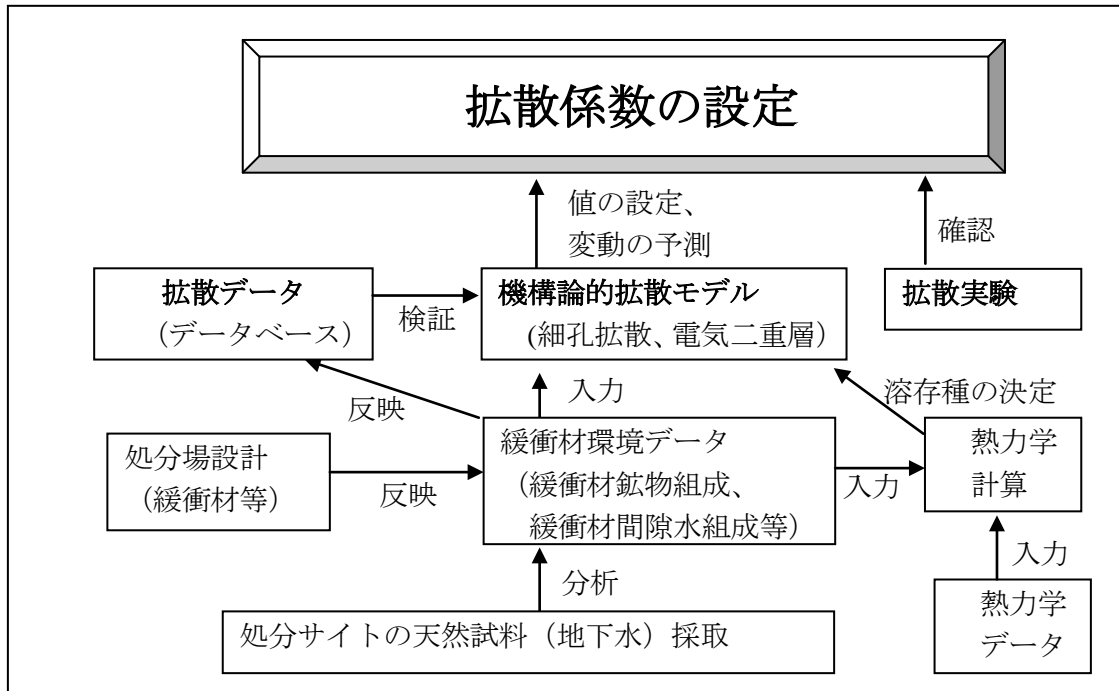 拡散係数の設定
値の設定、
変動の予測
確認
拡散データ
（データベース）
検証
機構論的拡散モデル
(細孔拡散、電気二重層）
拡散実験
反映
入力
溶存種の決定
処分場設計
（緩衝材等）
反映
緩衝材環境データ
（緩衝材鉱物組成、
緩衝材間隙水組成等）
入力
熱力学
計算
分析
入力
処分サイトの天然試料（地下水）採取
熱力学
データ